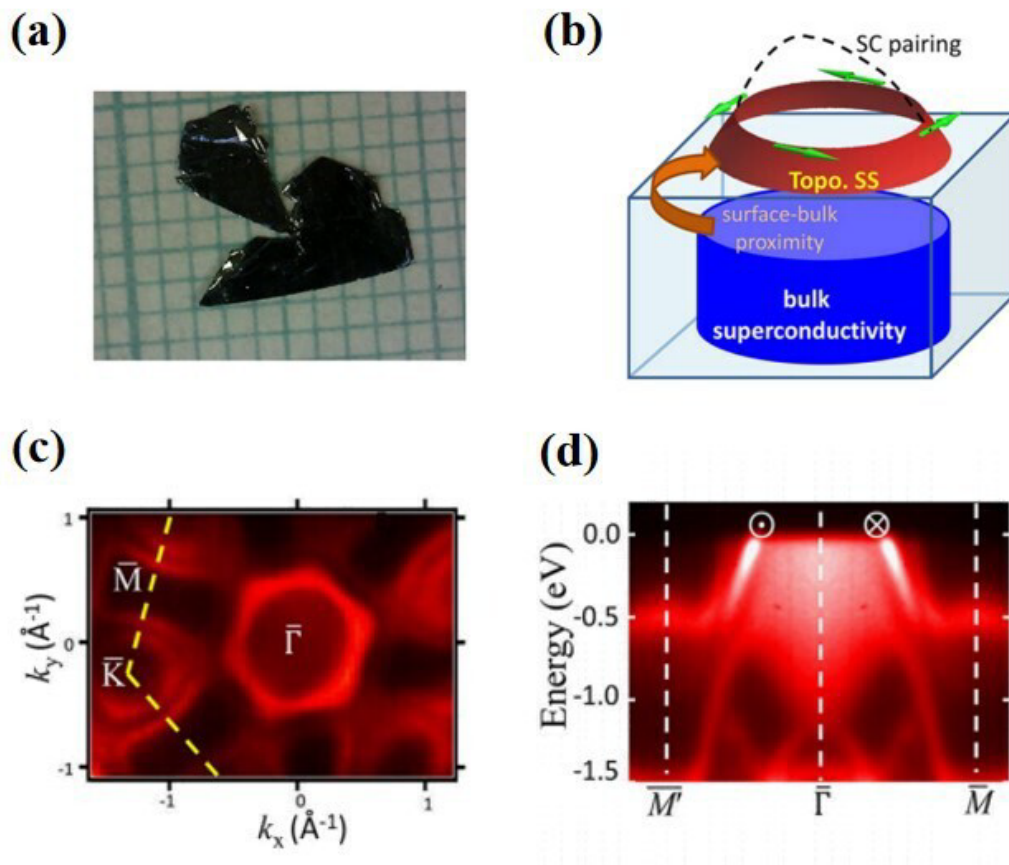 (a)
(b)
SC pairing
Topo. SS
surface-bulk
proximity
bulk
superconductivity
(c)
1
0
-1
k_y (Å⁻¹)
M̅
K̅
Γ̅
-1
0
1
k_x (Å⁻¹)
(d)
0.0
-0.5
-1.0
-1.5
Energy (eV)
M̅'
Γ̅
M̅